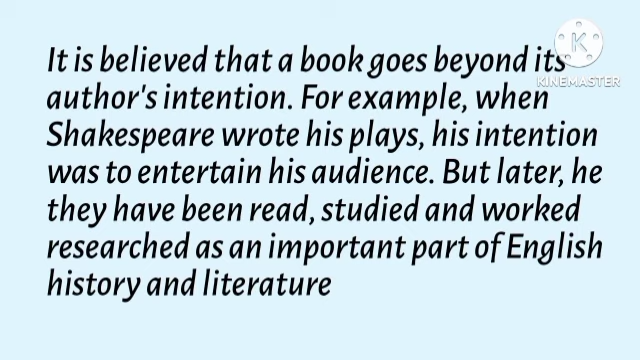 It is believed that a book goes beyond its
author's intention. For example, when
Shakespeare wrote his plays, his intention
was to entertain his audience. But later, he
they have been read, studied and worked
researched as an important part of English
history and literature
K
KINEMASTER